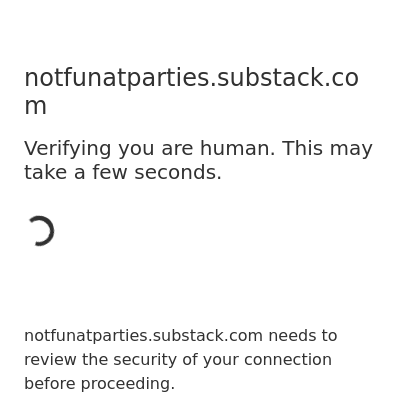 notfunatparties.substack.co
m
Verifying you are human. This may
take a few seconds.
notfunatparties.substack.com needs to
review the security of your connection
before proceeding.